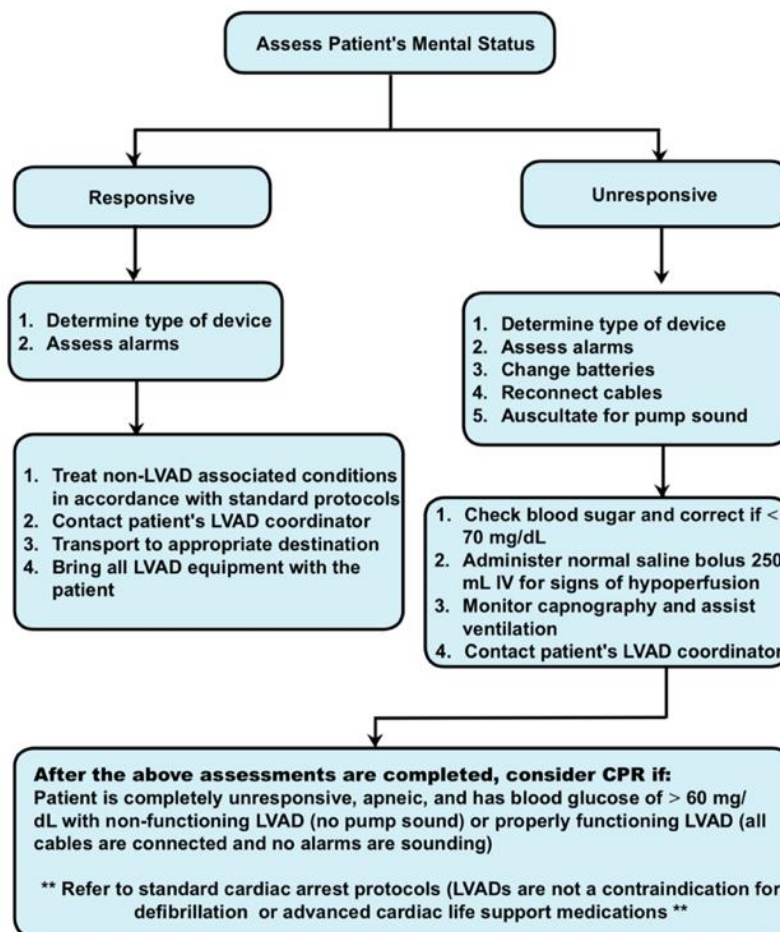 Assess Patient's Mental Status
Responsive
Unresponsive
1. Determine type of device
2. Assess alarms
1. Determine type of device
2. Assess alarms
3. Change batteries
4. Reconnect cables
5. Auscultate for pump sound
1. Treat non-LVAD associated conditions
in accordance with standard protocols
2. Contact patient's LVAD coordinator
3. Transport to appropriate destination
4. Bring all LVAD equipment with the
patient
1. Check blood sugar and correct if <
70 mg/dL
2. Administer normal saline bolus 250
mL IV for signs of hypoperfusion
3. Monitor capnography and assist
ventilation
4. Contact patient's LVAD coordinator
After the above assessments are completed, consider CPR if:
Patient is completely unresponsive, apneic, and has blood glucose of > 60 mg/
dL with non-functioning LVAD (no pump sound) or properly functioning LVAD (all
cables are connected and no alarms are sounding)
** Refer to standard cardiac arrest protocols (LVADs are not a contraindication for
defibrillation or advanced cardiac life support medications **